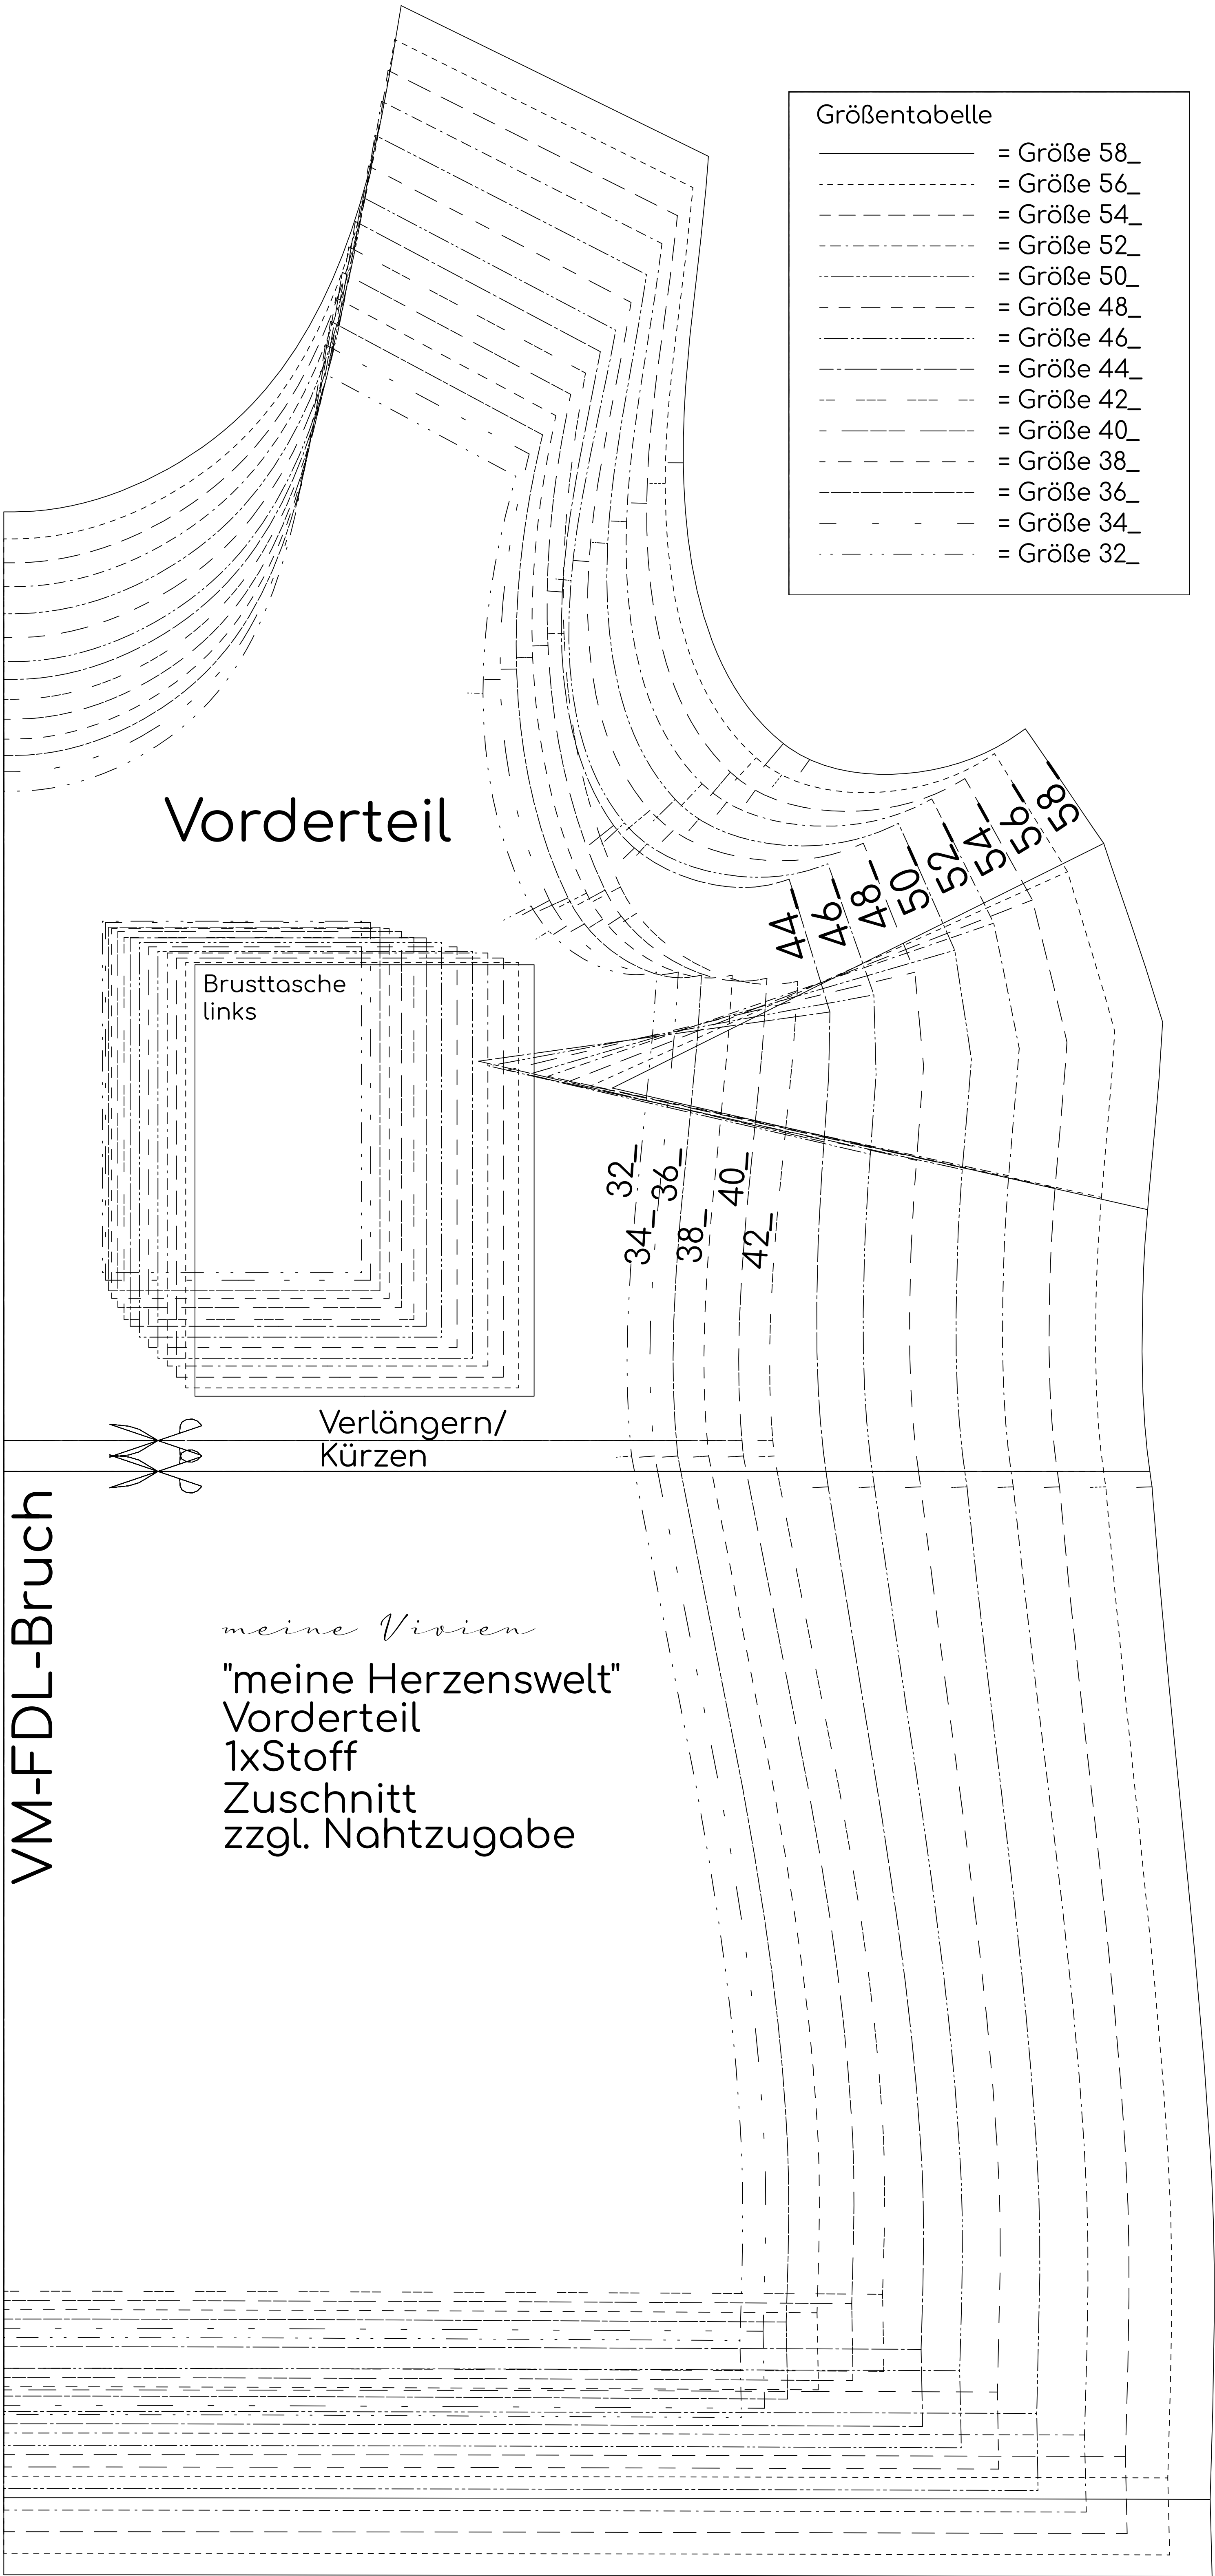 Größentabelle
= Größe 58_
= Größe 56_
= Größe 54_
= Größe 52_
= Größe 50_
= Größe 48_
= Größe 46_
= Größe 44_
= Größe 42_
= Größe 40_
= Größe 38_
= Größe 36_
= Größe 34_
= Größe 32_
Vorderteil
44_
46_
48_
50_
52_
54_
56_
58_
Brusttasche
links
32_
34_
36_
38_
40_
42_
Verlängern/
Kürzen
VM-FDL-Bruch
meine Vivien
"meine Herzenswelt"
Vorderteil
1xStoff
Zuschnitt
zzgl. Nahtzugabe